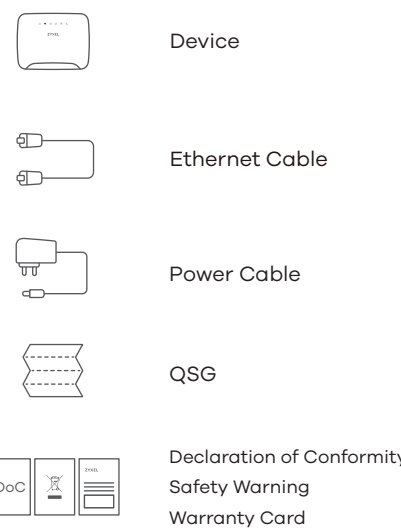 ZYXEL
Device
Ethernet Cable
Power Cable
QSG
DoC
ZYXEL
Declaration of Conformity
Safety Warning
Warranty Card